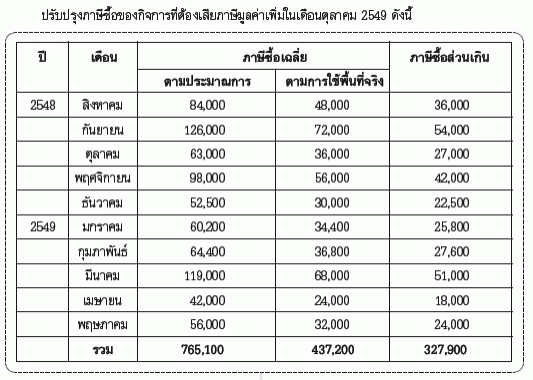 ปรับปรุงภาษีซื้อของกิจการที่ต้องเสียภาษีมูลค่าเพิ่มในเดือนตุลาคม 2549 ดังนี้
ปี เดือน ภาษีซื้อเฉลี่ย ภาษีซื้อส่วนเกิน
ตามประมาณการ ตามการใช้พื้นที่จริง
2548 สิงหาคม 84,000 48,000 36,000
กันยายน 126,000 72,000 54,000
ตุลาคม 63,000 36,000 27,000
พฤศจิกายน 98,000 56,000 42,000
ธันวาคม 52,500 30,000 22,500
2549 มกราคม 60,200 34,400 25,800
กุมภาพันธ์ 64,400 36,800 27,600
มีนาคม 119,000 68,000 51,000
เมษายน 42,000 24,000 18,000
พฤษภาคม 56,000 32,000 24,000
รวม 765,100 437,200 327,900